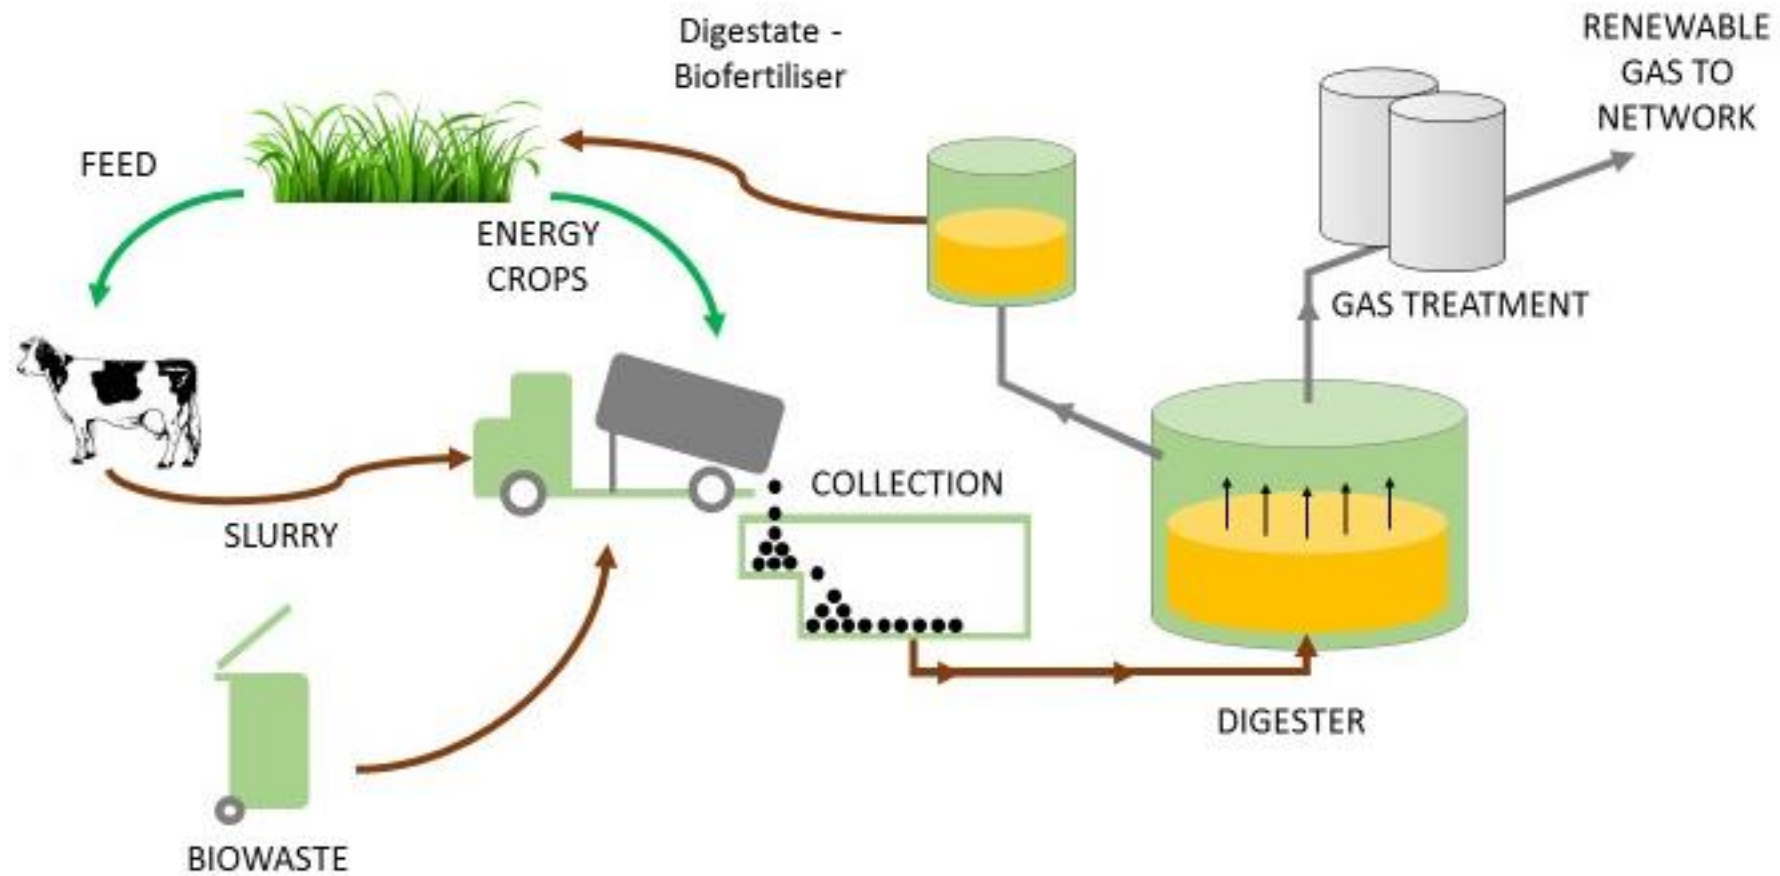 Digestate -
Biofertiliser
RENEWABLE
GAS TO
NETWORK
FEED
ENERGY
CROPS
GAS TREATMENT
COLLECTION
SLURRY
DIGESTER
BIOWASTE